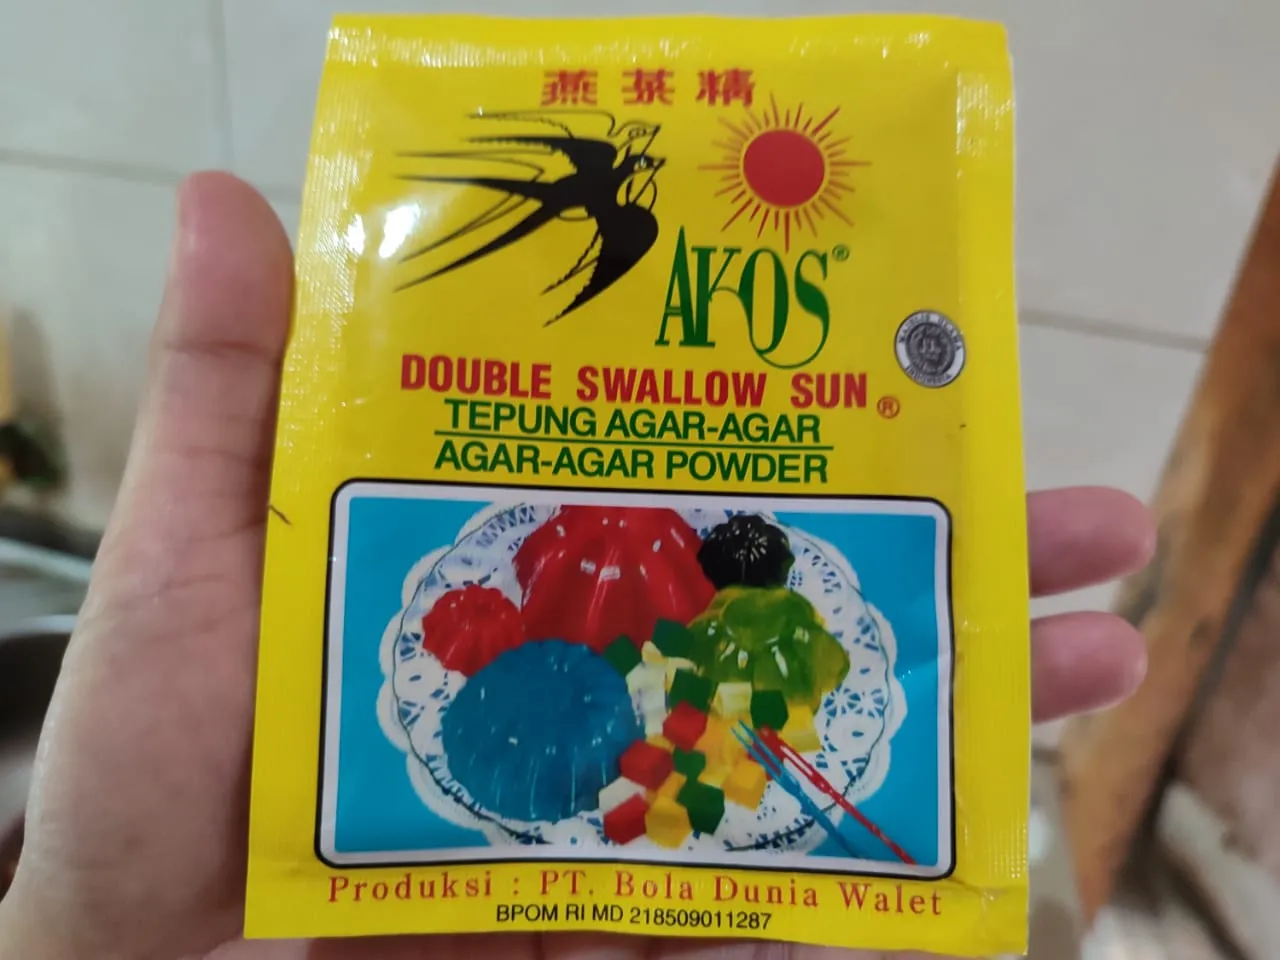 燕菜精
AKOS®
DOUBLE SWALLOW SUN®
TEPUNG AGAR-AGAR
AGAR-AGAR POWDER
Produksi : PT. Bola Dunia Walet
BPOM RI MD 218509011287